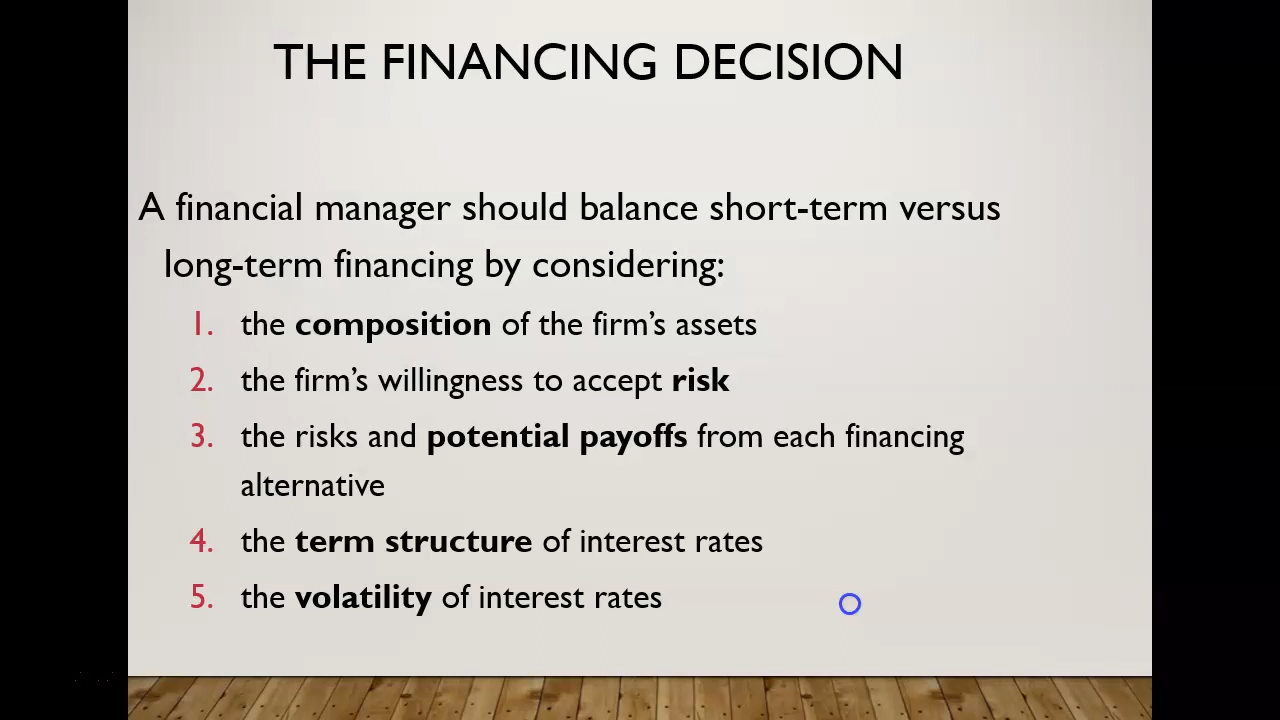 THE FINANCING DECISION
A financial manager should balance short-term versus
long-term financing by considering:
1. the composition of the firm’s assets
2. the firm’s willingness to accept risk
3. the risks and potential payoffs from each financing
alternative
4. the term structure of interest rates
5. the volatility of interest rates